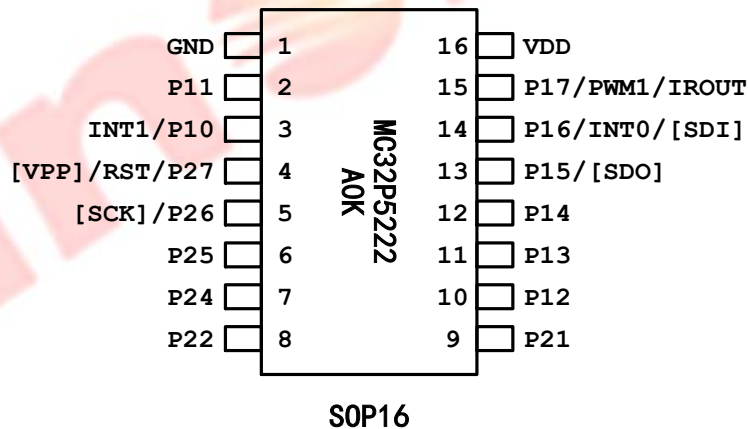 GND 1 16 VDD
P11 2 15 P17/PWM1/IROUT
INT1/P10 3 14 P16/INT0/[SDI]
[VPP]/RST/P27 4 13 P15/[SDO]
[SCK]/P26 5 12 P14
P25 6 11 P13
P24 7 10 P12
P22 8 9 P21
MC32P5222
A0K
SOP16